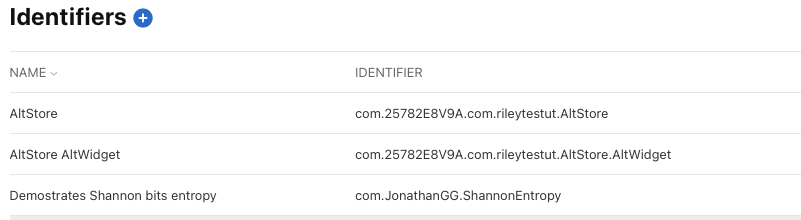 Identifiers
NAME IDENTIFIER
AltStore com.25782E8V9A.com.rileytestut.AltStore
AltStore AltWidget com.25782E8V9A.com.rileytestut.AltStore.AltWidget
Demostrates Shannon bits entropy com.JonathanGG.ShannonEntropy